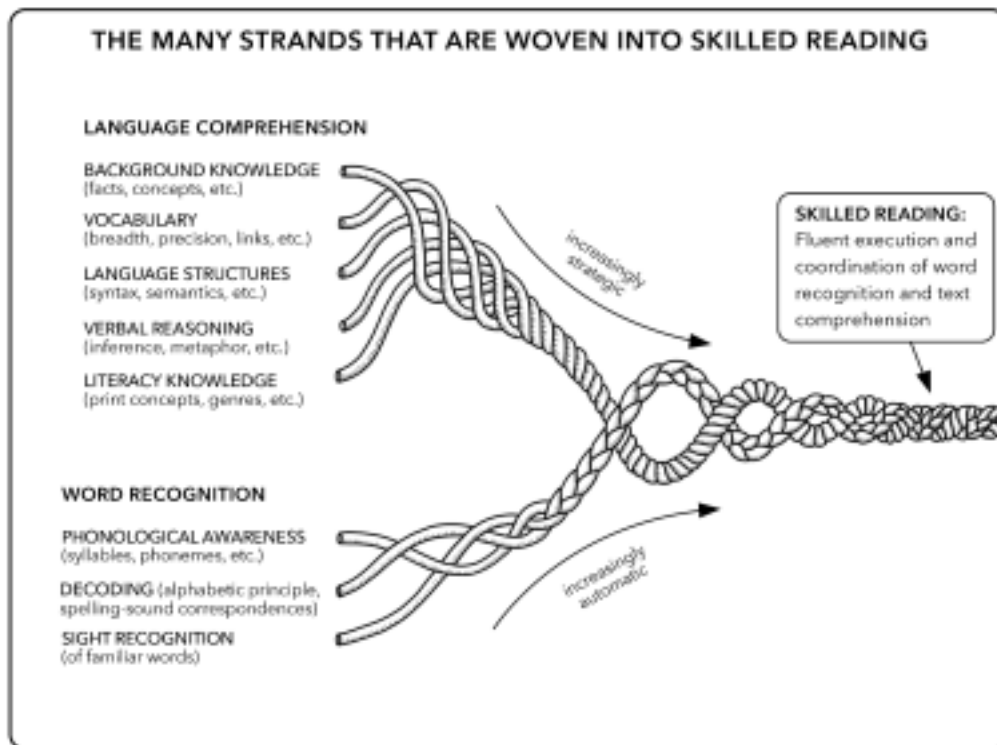 THE MANY STRANDS THAT ARE WOVEN INTO SKILLED READING
LANGUAGE COMPREHENSION
BACKGROUND KNOWLEDGE
(facts, concepts, etc.)
VOCABULARY
(breadth, precision, links, etc.)
LANGUAGE STRUCTURES
(syntax, semantics, etc.)
VERBAL REASONING
(inference, metaphor, etc.)
LITERACY KNOWLEDGE
(print concepts, genres, etc.)
increasingly
strategic
SKILLED READING:
Fluent execution and
coordination of word
recognition and text
comprehension
WORD RECOGNITION
PHONOLOGICAL AWARENESS
(syllables, phonemes, etc.)
DECODING (alphabetic principle,
spelling-sound correspondences)
SIGHT RECOGNITION
(of familiar words)
increasingly
automatic